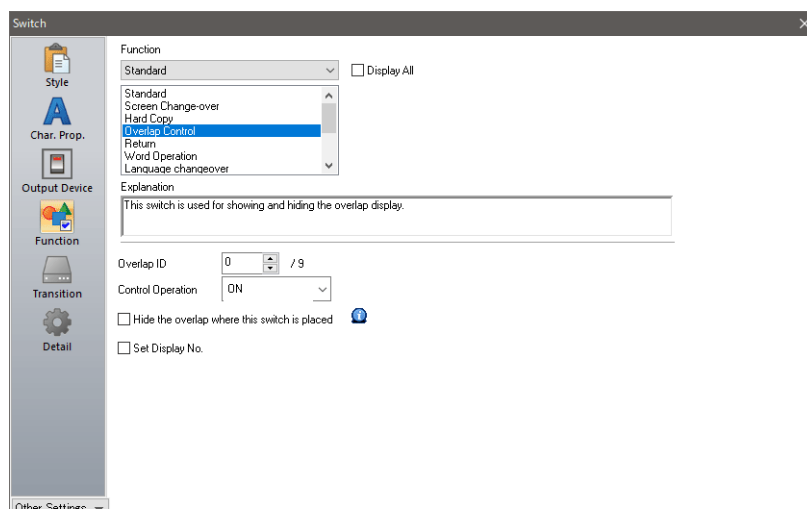 Switch
Style
Char. Prop.
Output Device
Function
Transition
Detail
Other Settings
Function
Standard
Display All
Standard
Screen Change-over
Hard Copy
Overlap Control
Return
Word Operation
Language changeover
Explanation
This switch is used for showing and hiding the overlap display.
Overlap ID 0 / 9
Control Operation ON
Hide the overlap where this switch is placed
Set Display No.